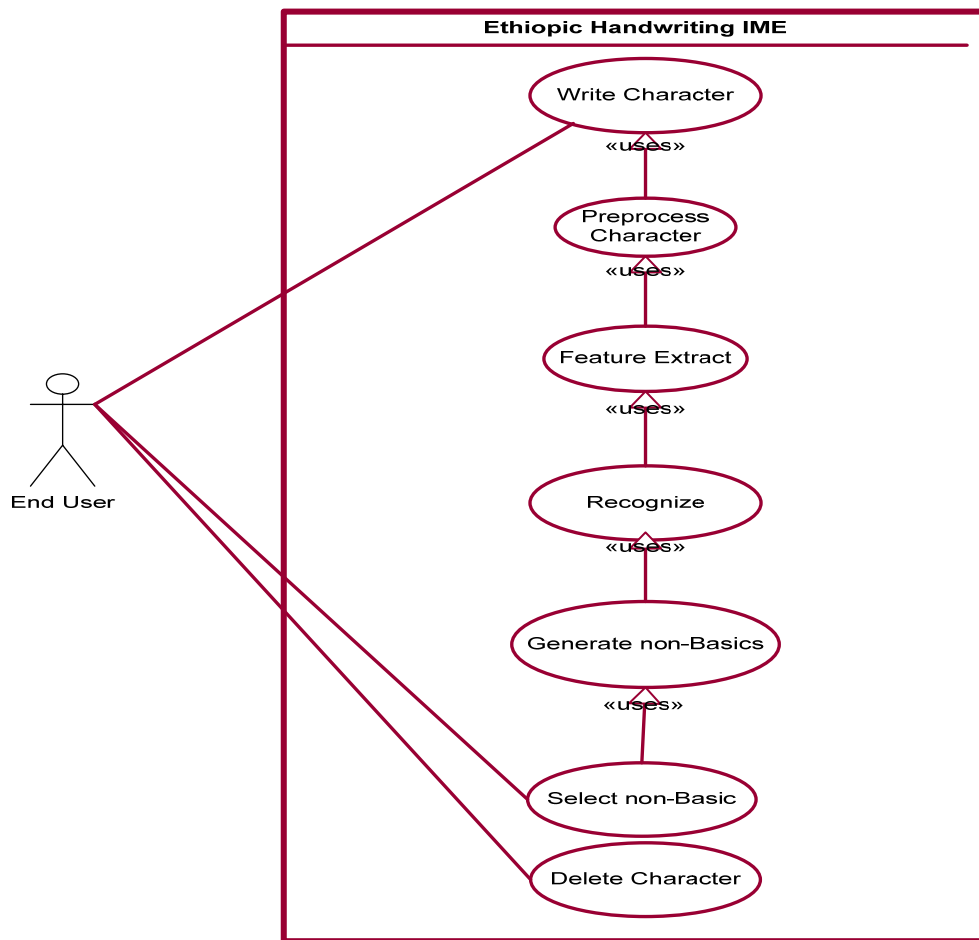 Ethiopic Handwriting IME
Write Character
«uses»
Preprocess
Character
«uses»
Feature Extract
«uses»
End User
Recognize
«uses»
Generate non-Basics
«uses»
Select non-Basic
Delete Character